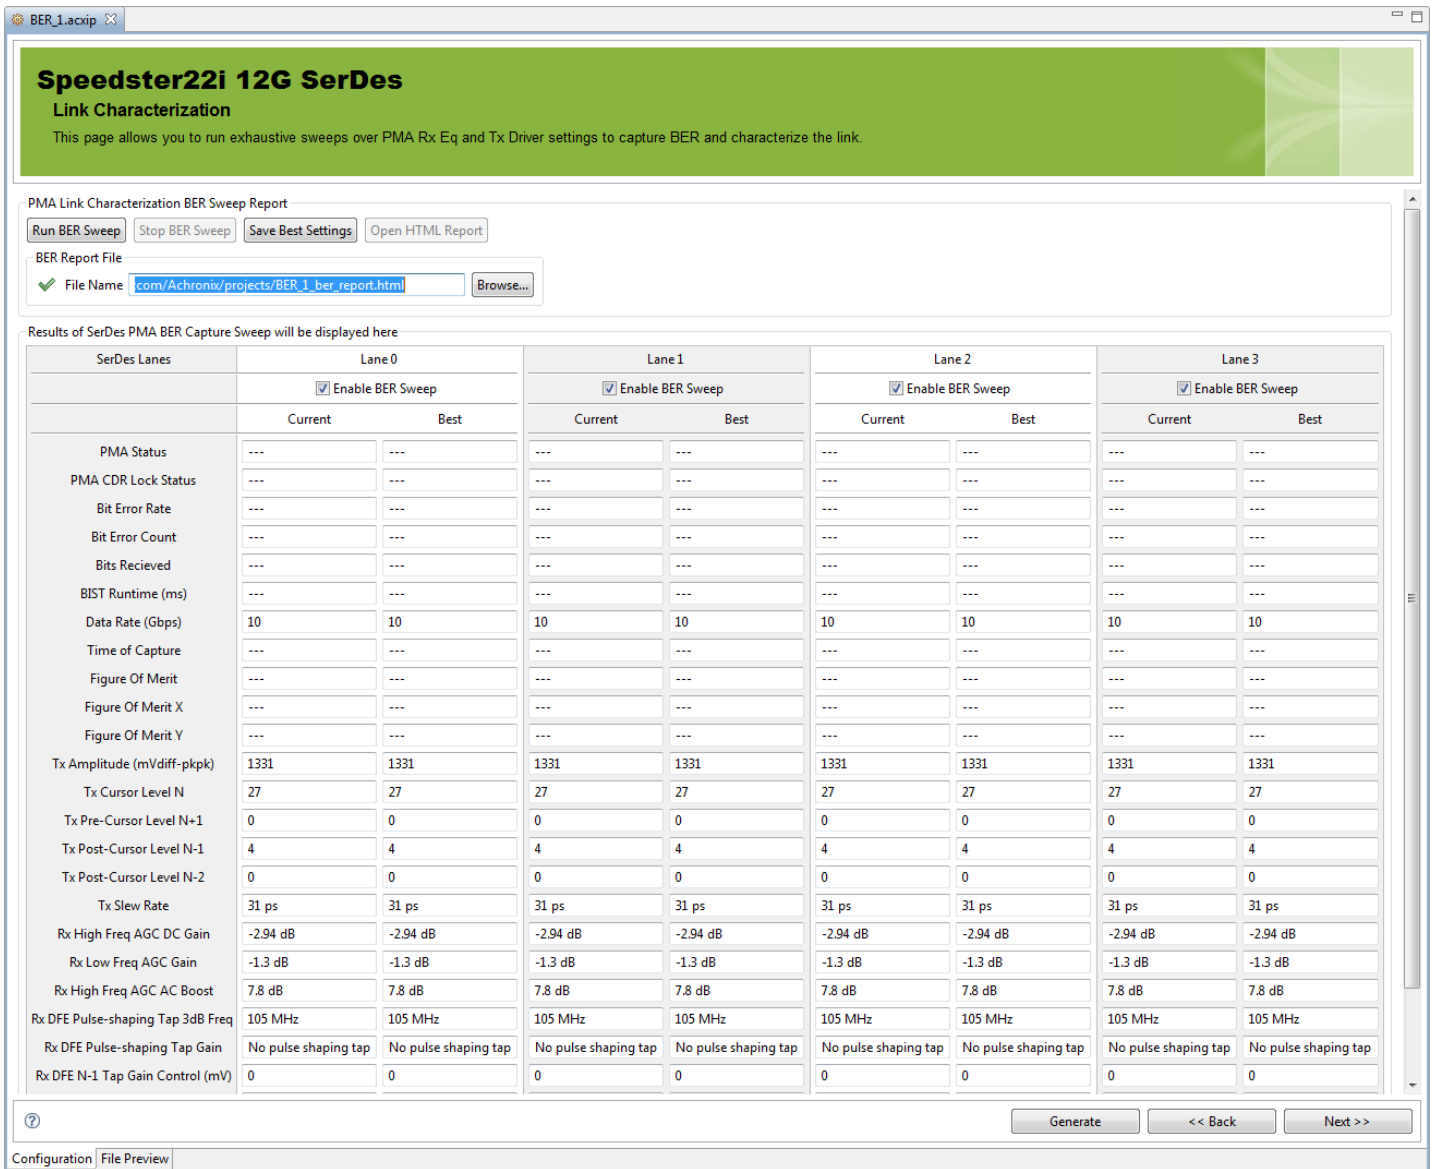 BER_1.acxip
Speedster22i 12G SerDes
Link Characterization
This page allows you to run exhaustive sweeps over PMA Rx Eq and Tx Driver settings to capture BER and characterize the link.
PMA Link Characterization BER Sweep Report
Run BER Sweep Stop BER Sweep Save Best Settings Open HTML Report
BER Report File
File Name :com/Achronix/projects/BER_1_ber_report.html Browse...
Results of SerDes PMA BER Capture Sweep will be displayed here
SerDes Lanes Lane 0 Lane 1 Lane 2 Lane 3
Enable BER Sweep Enable BER Sweep Enable BER Sweep Enable BER Sweep
Current Best Current Best Current Best Current Best
PMA Status --- --- --- --- --- --- --- ---
PMA CDR Lock Status --- --- --- --- --- --- --- ---
Bit Error Rate --- --- --- --- --- --- --- ---
Bit Error Count --- --- --- --- --- --- --- ---
Bits Recieved --- --- --- --- --- --- --- ---
BIST Runtime (ms) --- --- --- --- --- --- --- ---
Data Rate (Gbps) 10 10 10 10 10 10 10 10
Time of Capture --- --- --- --- --- --- --- ---
Figure Of Merit --- --- --- --- --- --- --- ---
Figure Of Merit X --- --- --- --- --- --- --- ---
Figure Of Merit Y --- --- --- --- --- --- --- ---
Tx Amplitude (mVdiff-pkpk) 1331 1331 1331 1331 1331 1331 1331 1331
Tx Cursor Level N 27 27 27 27 27 27 27 27
Tx Pre-Cursor Level N+1 0 0 0 0 0 0 0 0
Tx Post-Cursor Level N-1 4 4 4 4 4 4 4 4
Tx Post-Cursor Level N-2 0 0 0 0 0 0 0 0
Tx Slew Rate 31 ps 31 ps 31 ps 31 ps 31 ps 31 ps 31 ps 31 ps
Rx High Freq AGC DC Gain -2.94 dB -2.94 dB -2.94 dB -2.94 dB -2.94 dB -2.94 dB -2.94 dB -2.94 dB
Rx Low Freq AGC Gain -1.3 dB -1.3 dB -1.3 dB -1.3 dB -1.3 dB -1.3 dB -1.3 dB -1.3 dB
Rx High Freq AGC AC Boost 7.8 dB 7.8 dB 7.8 dB 7.8 dB 7.8 dB 7.8 dB 7.8 dB 7.8 dB
Rx DFE Pulse-shaping Tap 3dB Freq 105 MHz 105 MHz 105 MHz 105 MHz 105 MHz 105 MHz 105 MHz 105 MHz
Rx DFE Pulse-shaping Tap Gain No pulse shaping tap No pulse shaping tap No pulse shaping tap No pulse shaping tap No pulse shaping tap No pulse shaping tap No pulse shaping tap No pulse shaping tap
Rx DFE N-1 Tap Gain Control (mV) 0 0 0 0 0 0 0 0
Generate << Back Next >>
Configuration File Preview